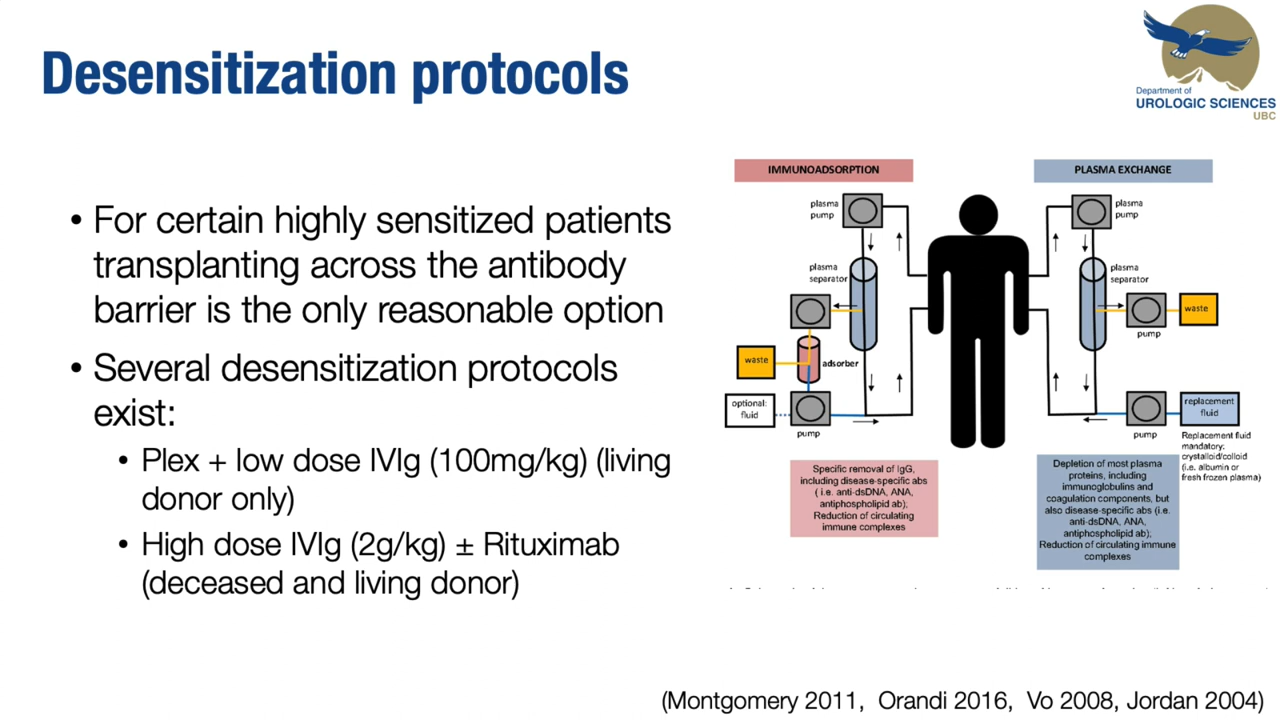 Desensitization protocols
Department of
UROLOGIC SCIENCES
UBC
• For certain highly sensitized patients
transplanting across the antibody
barrier is the only reasonable option
• Several desensitization protocols
exist:
• Plex + low dose IVIg (100mg/kg) (living
donor only)
• High dose IVIg (2g/kg) ± Rituximab
(deceased and living donor)
IMMUNOADSORPTION
plasma
pump
plasma
separator
waste
adsorber
optional:
fluid
pump
Specific removal of IgG,
including disease-specific abs
( i.e. anti-dsDNA, ANA,
antiphospholipid ab);
Reduction of circulating
immune complexes
PLASMA EXCHANGE
plasma
pump
plasma
separator
waste
pump
replacement
fluid
pump
Replacement fluid
mandatory:
crystalloid/colloid
(i.e. albumin or
fresh frozen plasma)
Depletion of most plasma
proteins, including
immunoglobulins and
coagulation components, but
also disease-specific abs (i.e.
anti-dsDNA, ANA,
antiphospholipid ab);
Reduction of circulating immune
complexes
(Montgomery 2011, Orandi 2016, Vo 2008, Jordan 2004)